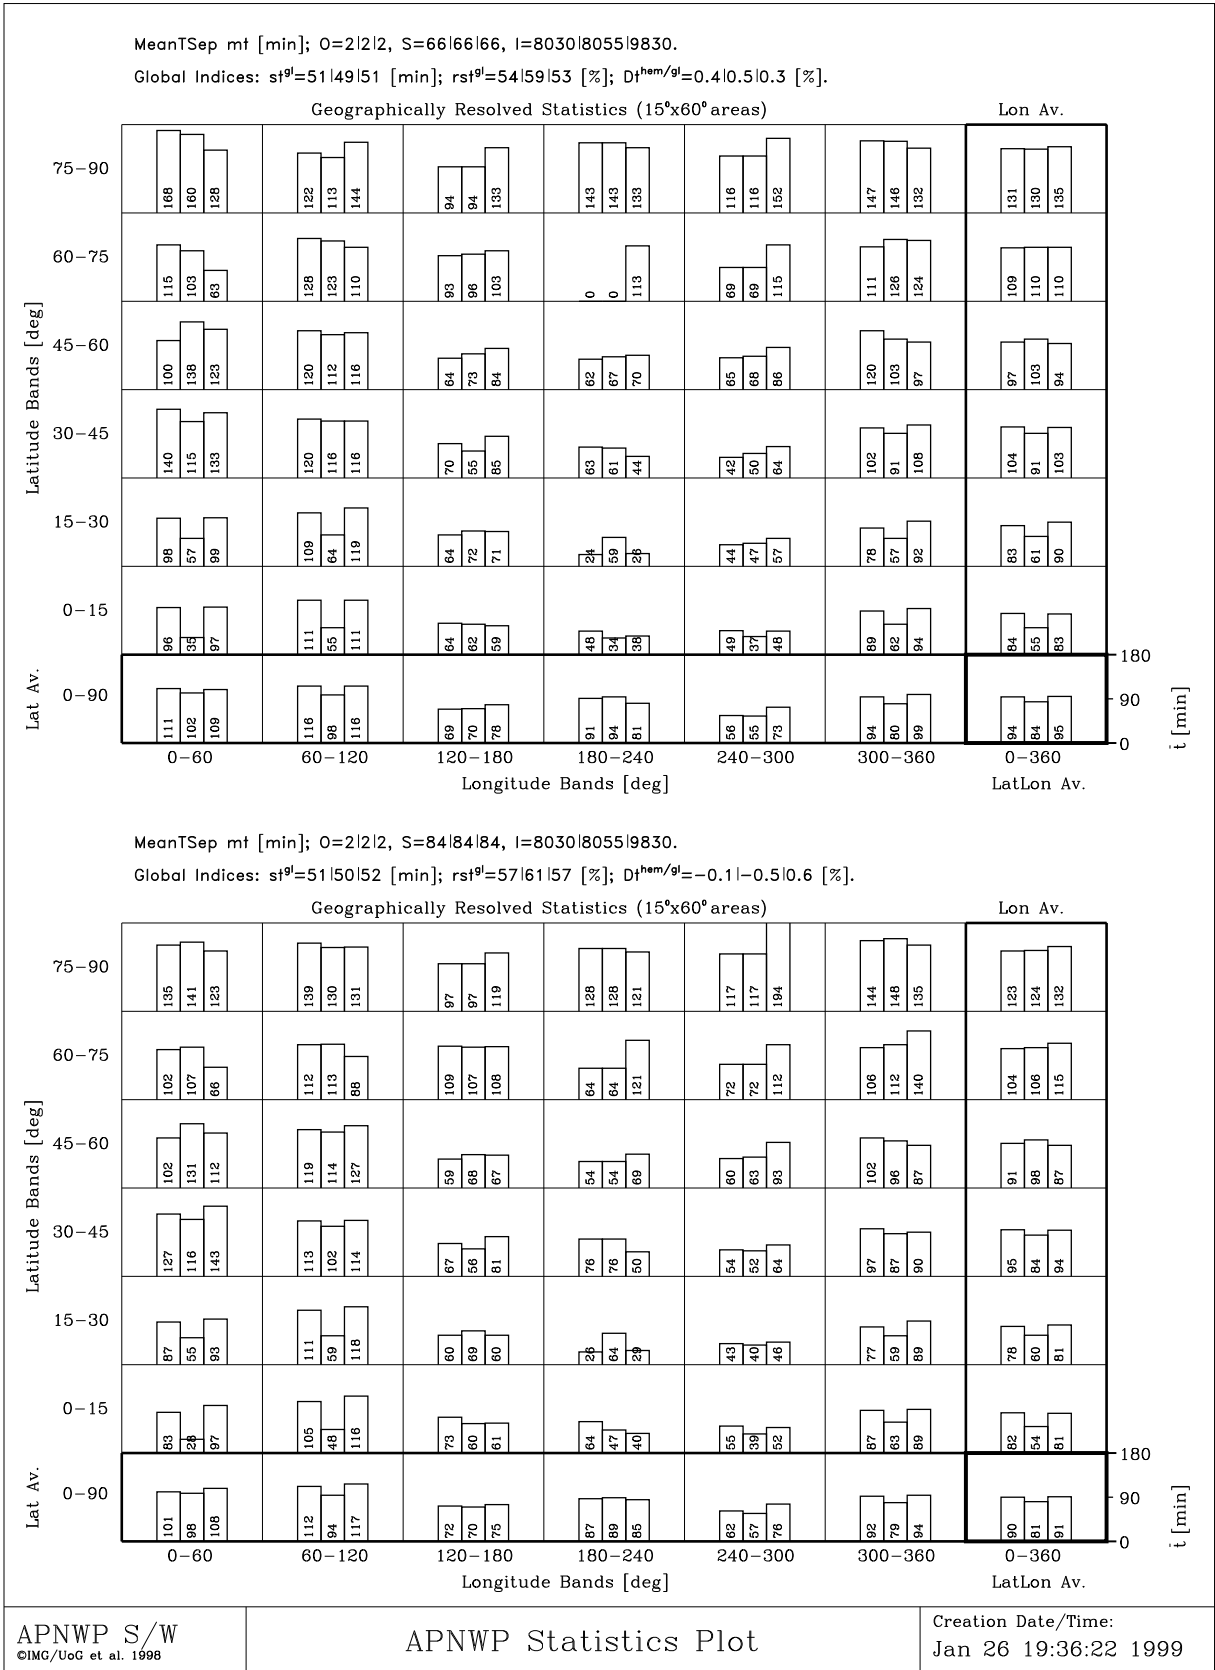 MeanTSep mt [min]; O=2|2|2, S=66|66|66, I=8030|8055|9830.
Global Indices: st^gl=51|49|51 [min]; rst^gl=54|59|53 [%]; Dt^hem/gl=0.4|0.5|0.3 [%].
Geographically Resolved Statistics (15°x60° areas) Lon Av.
75-90 168 160 128 122 113 144 94 94 133 143 143 133 116 116 152 147 146 132 131 130 135
60-75 115 103 63 128 123 110 93 96 103 0 0 113 69 69 115 111 126 124 109 110 110
45-60 100 138 123 120 112 116 64 73 84 62 67 70 65 68 86 120 103 97 97 103 94
30-45 140 115 133 120 116 116 70 55 85 63 61 44 42 50 64 102 91 108 104 91 103
15-30 98 57 99 109 64 119 64 72 71 24 59 26 44 47 57 78 57 92 83 61 90
0-15 96 35 97 111 55 111 64 62 59 48 34 38 49 37 48 89 62 94 84 55 83
0-90 111 102 109 116 98 116 69 70 78 91 94 81 56 55 73 94 80 99 94 84 95
Latitude Bands [deg]
Lat Av.
180
90
0
t̄ [min]
0-60 60-120 120-180 180-240 240-300 300-360 0-360
Longitude Bands [deg] LatLon Av.
MeanTSep mt [min]; O=2|2|2, S=84|84|84, I=8030|8055|9830.
Global Indices: st^gl=51|50|52 [min]; rst^gl=57|61|57 [%]; Dt^hem/gl=-0.1|-0.5|0.6 [%].
Geographically Resolved Statistics (15°x60° areas) Lon Av.
75-90 135 141 123 139 130 131 97 97 119 128 128 121 117 117 194 144 148 135 123 124 132
60-75 102 107 66 112 113 88 109 107 108 64 64 121 72 72 112 106 112 140 104 106 115
45-60 102 131 112 119 114 127 59 68 67 54 54 69 60 63 93 102 96 87 91 98 87
30-45 127 116 143 113 102 114 67 56 81 76 76 50 54 52 64 97 87 90 95 84 94
15-30 87 55 93 111 59 118 60 69 60 26 64 29 43 40 46 77 59 89 78 60 81
0-15 83 28 97 105 48 116 73 60 61 64 47 40 55 39 52 87 63 89 82 54 81
0-90 101 98 108 112 94 117 72 70 75 87 89 85 62 57 76 92 79 94 90 81 91
Latitude Bands [deg]
Lat Av.
180
90
0
t̄ [min]
0-60 60-120 120-180 180-240 240-300 300-360 0-360
Longitude Bands [deg] LatLon Av.
APNWP S/W
©IMG/UoG et al. 1998
APNWP Statistics Plot
Creation Date/Time:
Jan 26 19:36:22 1999